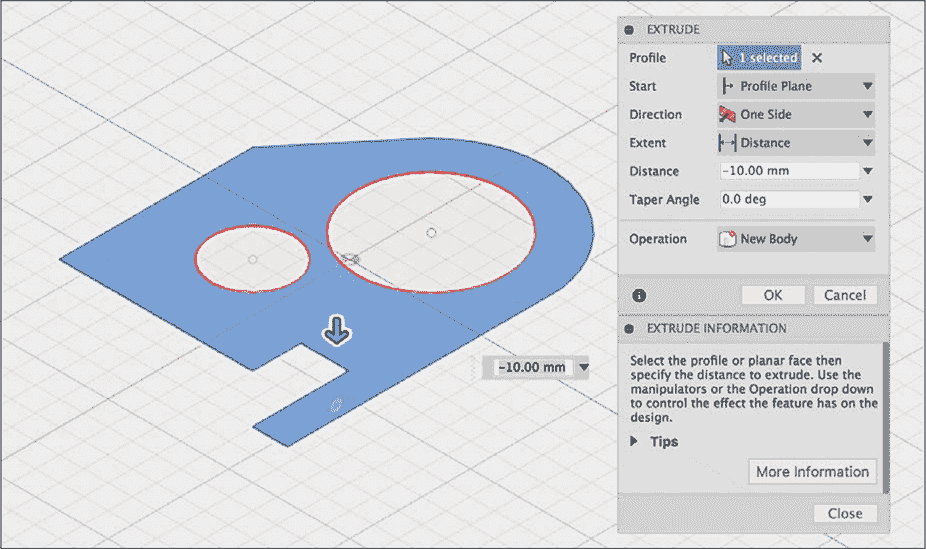 EXTRUDE
Profile 1 selected
Start Profile Plane
Direction One Side
Extent Distance
Distance -10.00 mm
Taper Angle 0.0 deg
Operation New Body
OK Cancel
EXTRUDE INFORMATION
Select the profile or planar face then
specify the distance to extrude. Use the
manipulators or the Operation drop down
to control the effect the feature has on the
design.
Tips
More Information
Close
-10.00 mm